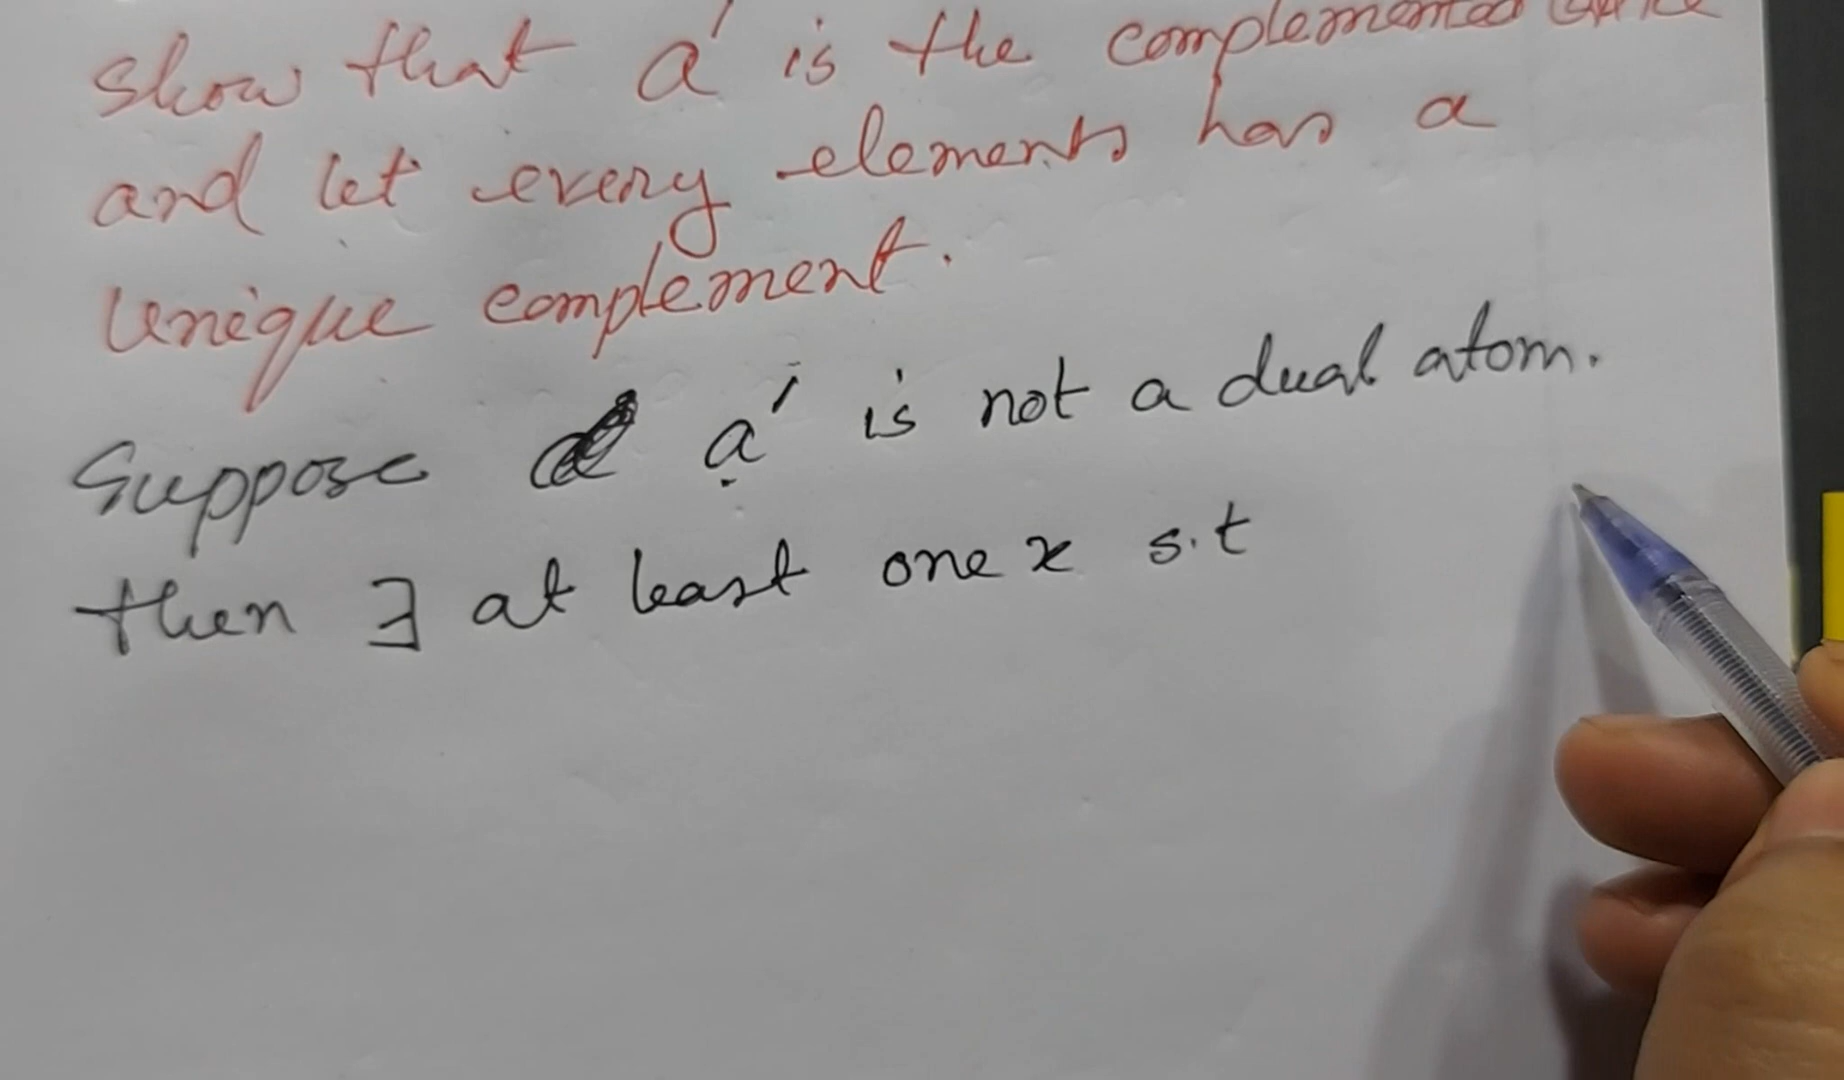 show that a' is the complemented
and let every elements has a
unique complement.
Suppose a' is not a dual atom.
then ∃ at least one x s.t